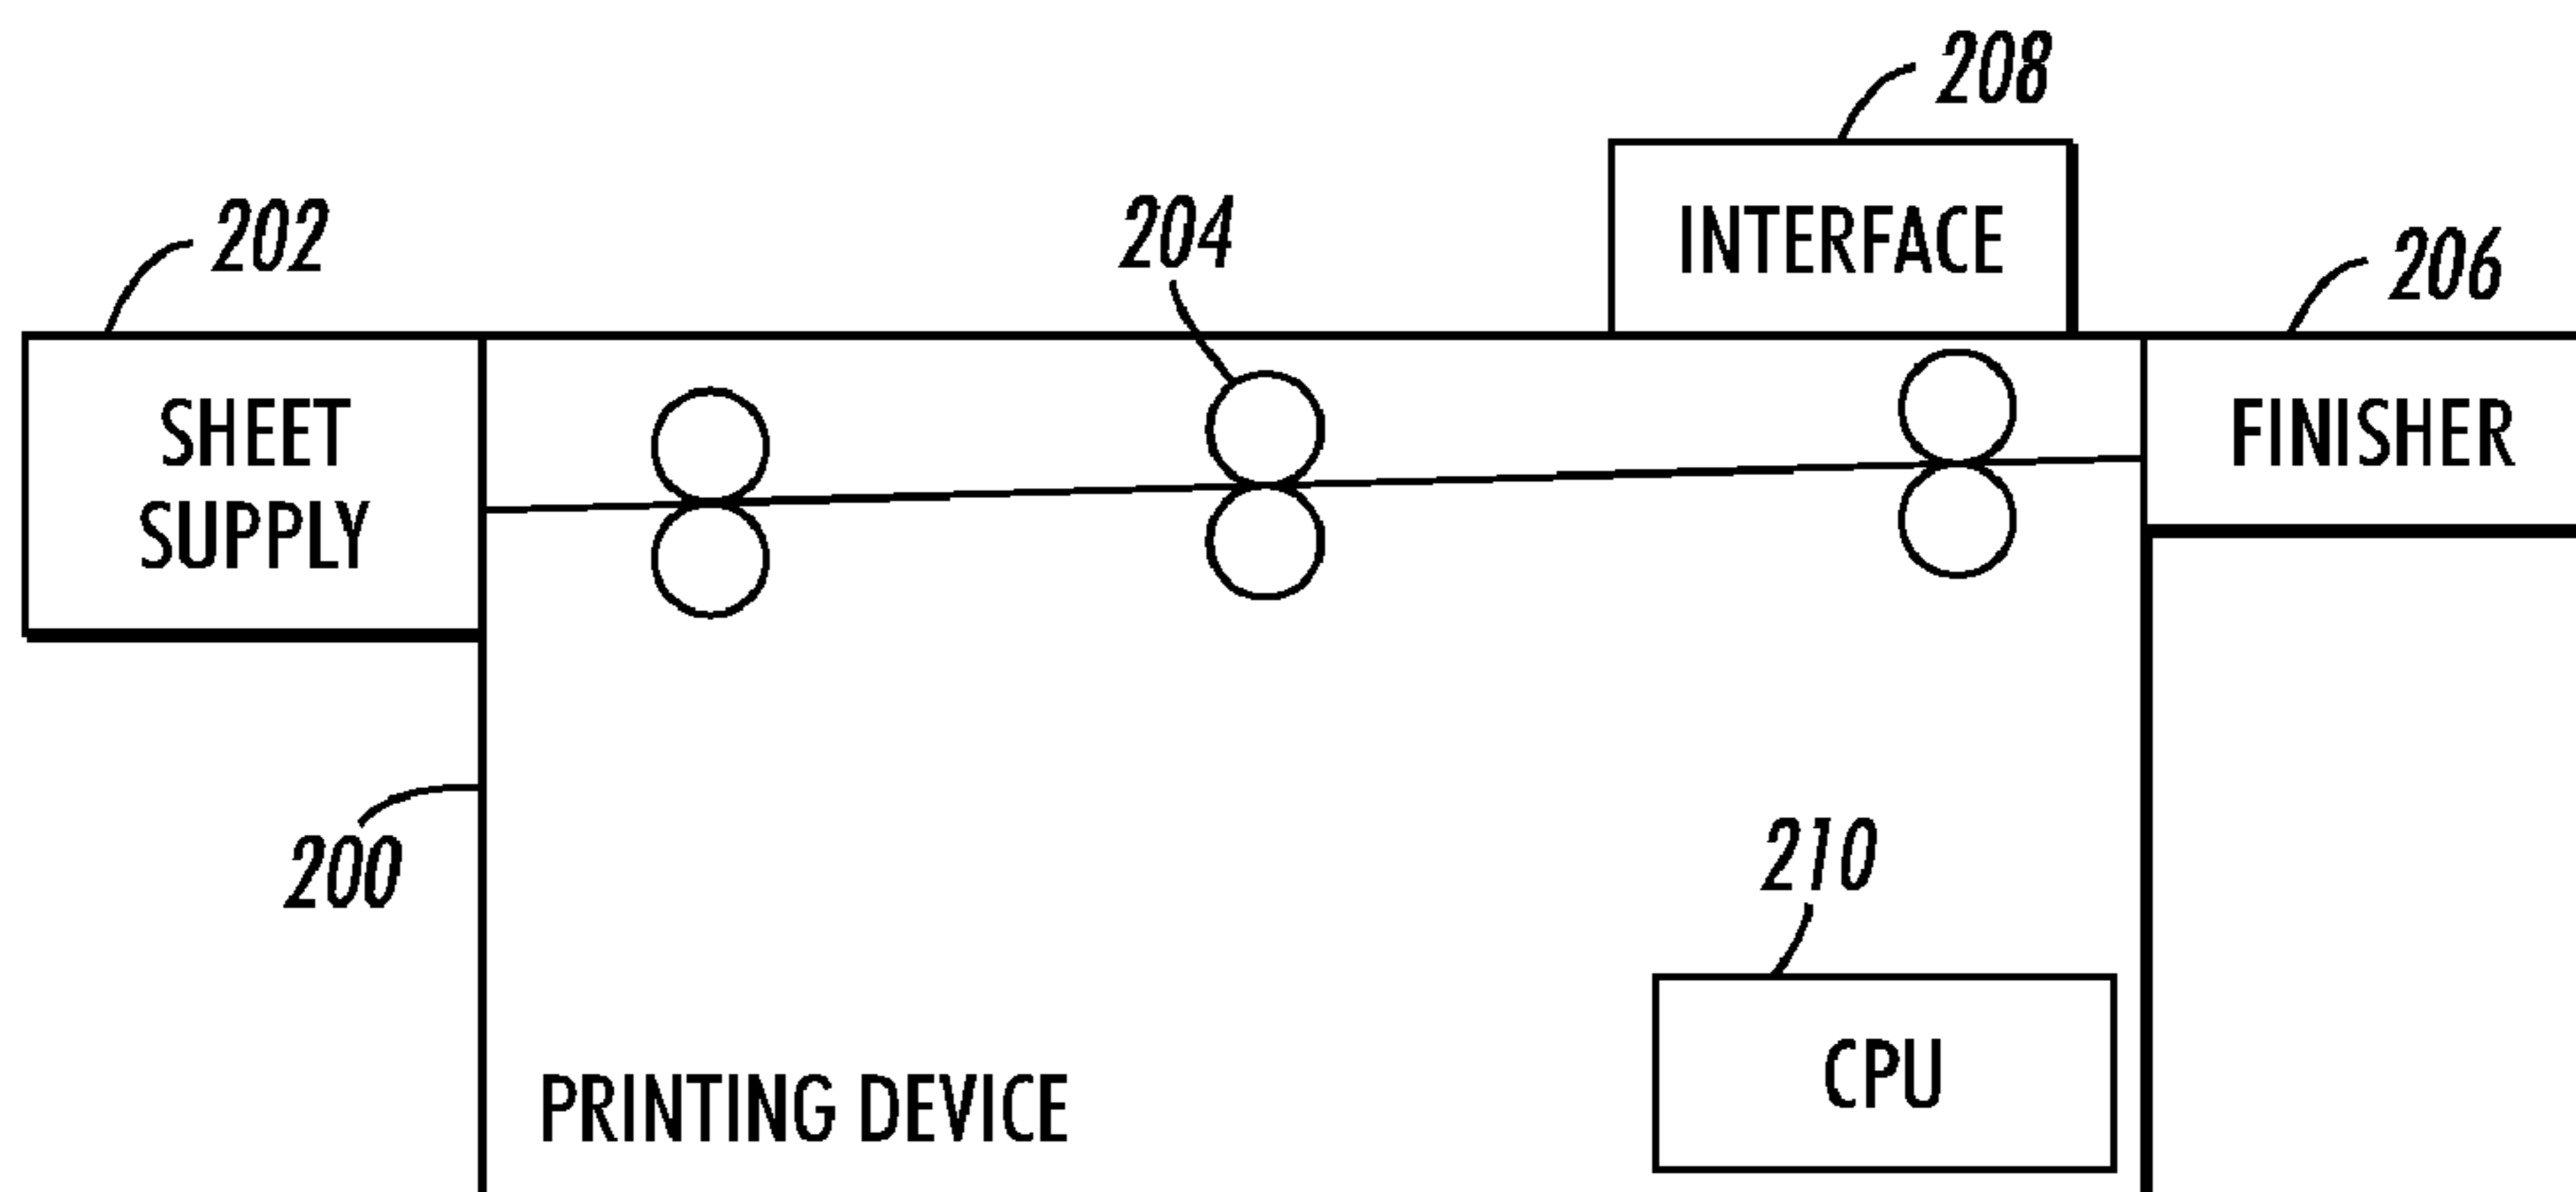 208
INTERFACE
202
204
206
SHEET
SUPPLY
FINISHER
200
210
CPU
PRINTING DEVICE